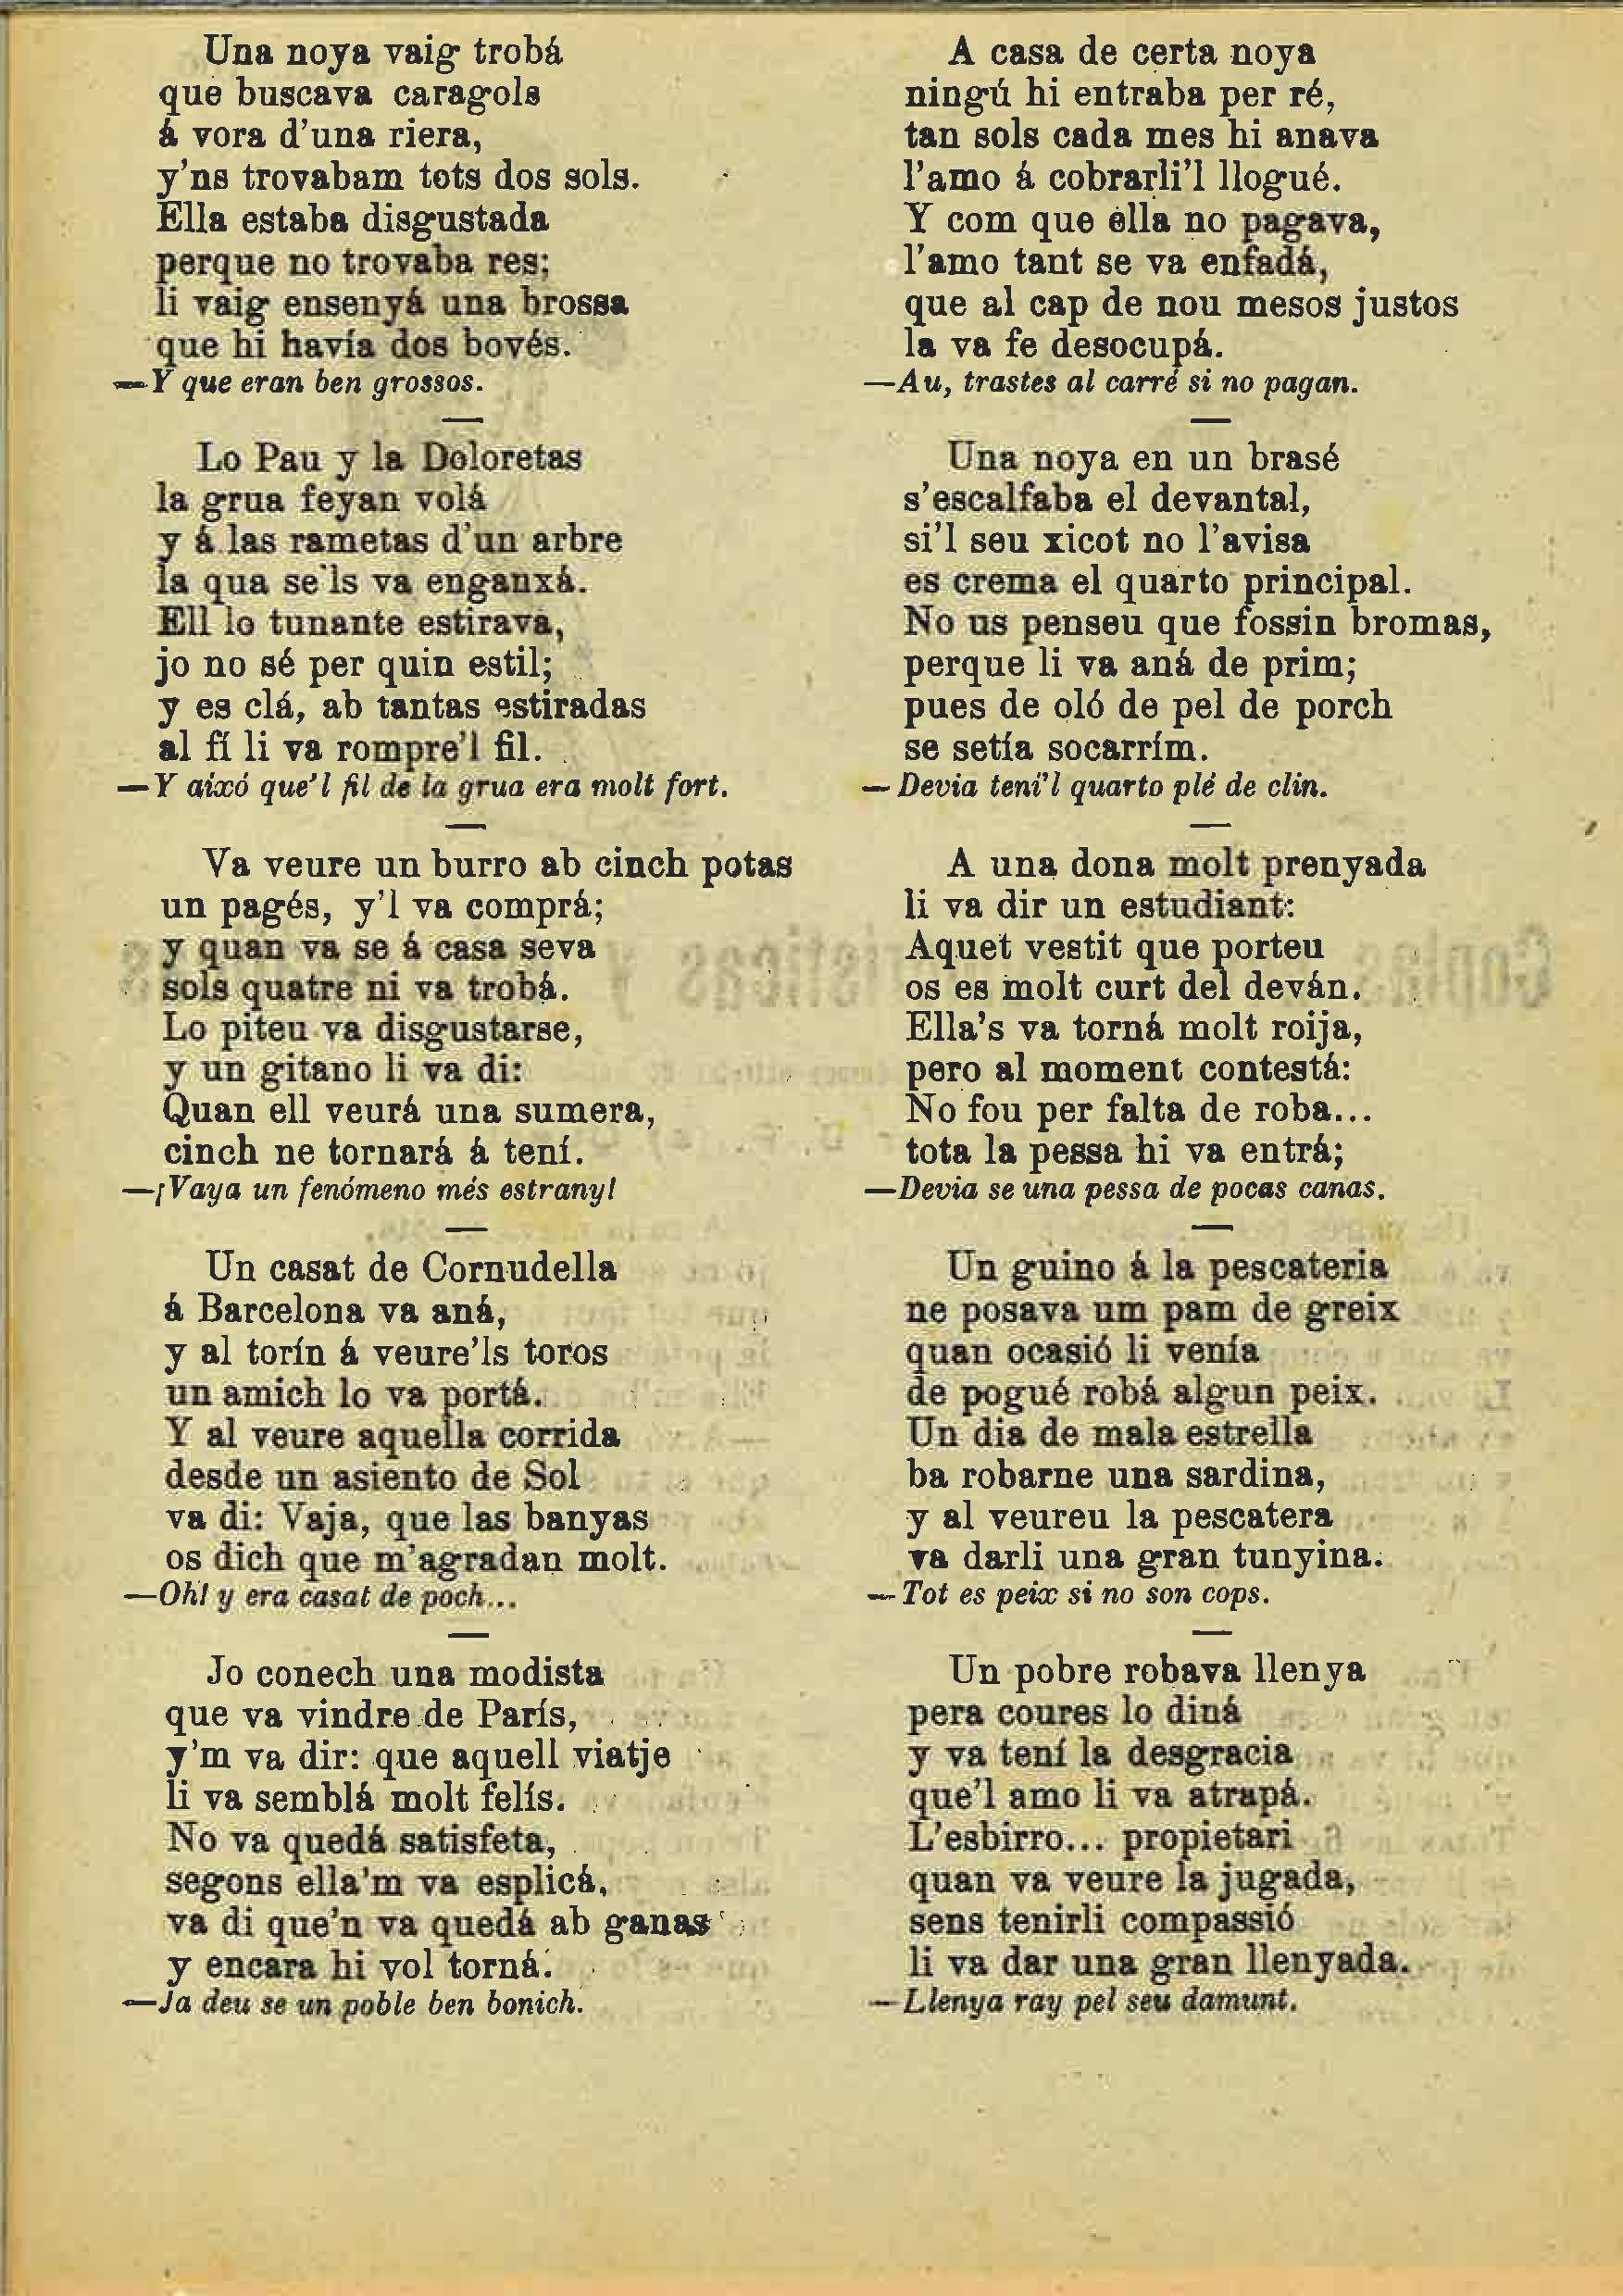 Una noya vaig trobá
que buscava caragols
á vora d'una riera,
y'ns trovabam tots dos sols.
Ella estaba disgustada
perque no trovaba res;
li vaig ensenyá una brossa
que hi havía dos bovés.
—Y que eran ben grossos.
Lo Pau y la Doloretas
la grua feyan volá
y á las rametas d'un arbre
la qua se'ls va enganxá.
Ell lo tunante estirava,
jo no sé per quin estil;
y es clá, ab tantas estiradas
al fí li va rompre'l fil.
—Y aixó que'l fil de la grua era molt fort.
Va veure un burro ab cinch potas
un pagés, y'l va comprá;
y quan va se á casa seva
sols quatre ni va trobá.
Lo piteu va disgustarse,
y un gitano li va di:
Quan ell veurá una sumera,
cinch ne tornará á tení.
—¡Vaya un fenómeno més estrany!
Un casat de Cornudella
á Barcelona va aná,
y al torín á veure'ls toros
un amich lo va portá.
Y al veure aquella corrida
desde un asiento de Sol
va di: Vaja, que las banyas
os dich que m'agradan molt.
—Oh! y era casat de poch...
Jo conech una modista
que va vindre de París,
y'm va dir: que aquell viatje
li va semblá molt felís.
No va quedá satisfeta,
segons ella'm va esplicá,
va di que'n va quedá ab ganas
y encara hi vol torná.
—Ja deu se un poble ben bonich.
A casa de certa noya
ningú hi entraba per ré,
tan sols cada mes hi anava
l'amo á cobrarli'l llogué.
Y com que ella no pagava,
l'amo tant se va enfadá,
que al cap de nou mesos justos
la va fe desocupá.
—Au, trastes al carré si no pagan.
Una noya en un brasé
s'escalfaba el devantal,
si'l seu xicot no l'avisa
es crema el quarto principal.
No us penseu que fossin bromas,
perque li va aná de prim;
pues de oló de pel de porch
se setía socarrím.
—Devia tení'l quarto plé de clin.
A una dona molt prenyada
li va dir un estudiant:
Aquet vestit que porteu
os es molt curt del deván.
Ella's va torná molt roija,
pero al moment contestá:
No fou per falta de roba...
tota la pessa hi va entrá;
—Devia se una pessa de pocas canas.
Un guino á la pescateria
ne posava um pam de greix
quan ocasió li venía
de pogué robá algun peix.
Un dia de mala estrella
ba robarne una sardina,
y al veureu la pescatera
va darli una gran tunyina.
—Tot es peix si no son cops.
Un pobre robava llenya
pera coures lo diná
y va tení la desgracia
que'l amo li va atrapá.
L'esbirro... propietari
quan va veure la jugada,
sens tenirli compassió
li va dar una gran llenyada.
—Llenya ray pel seu damunt.